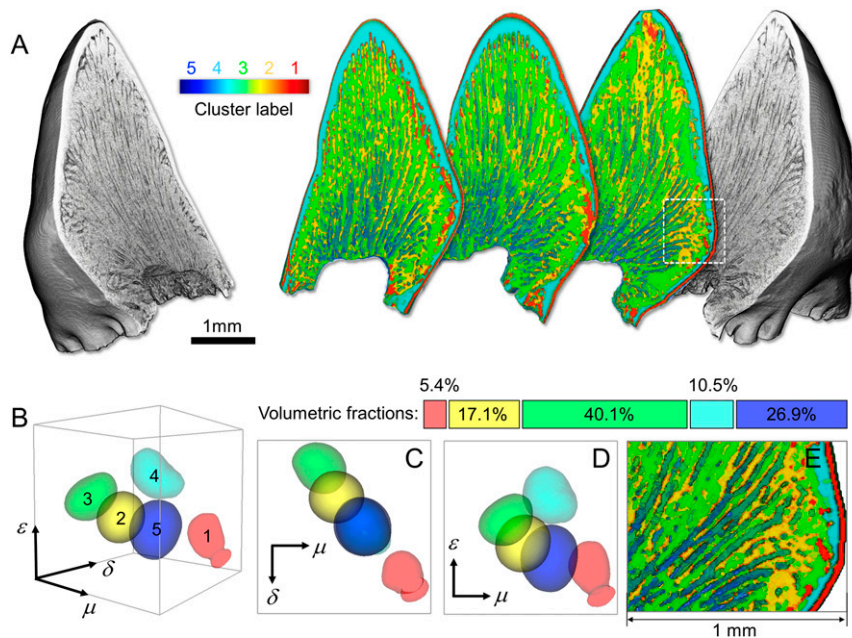 A
5 4 3 2 1
Cluster label
1mm
5.4% 10.5%
Volumetric fractions: 17.1% 40.1% 26.9%
B
4
3
2
5
1
ε
δ
μ
C
μ
δ
D
ε
μ
E
1 mm